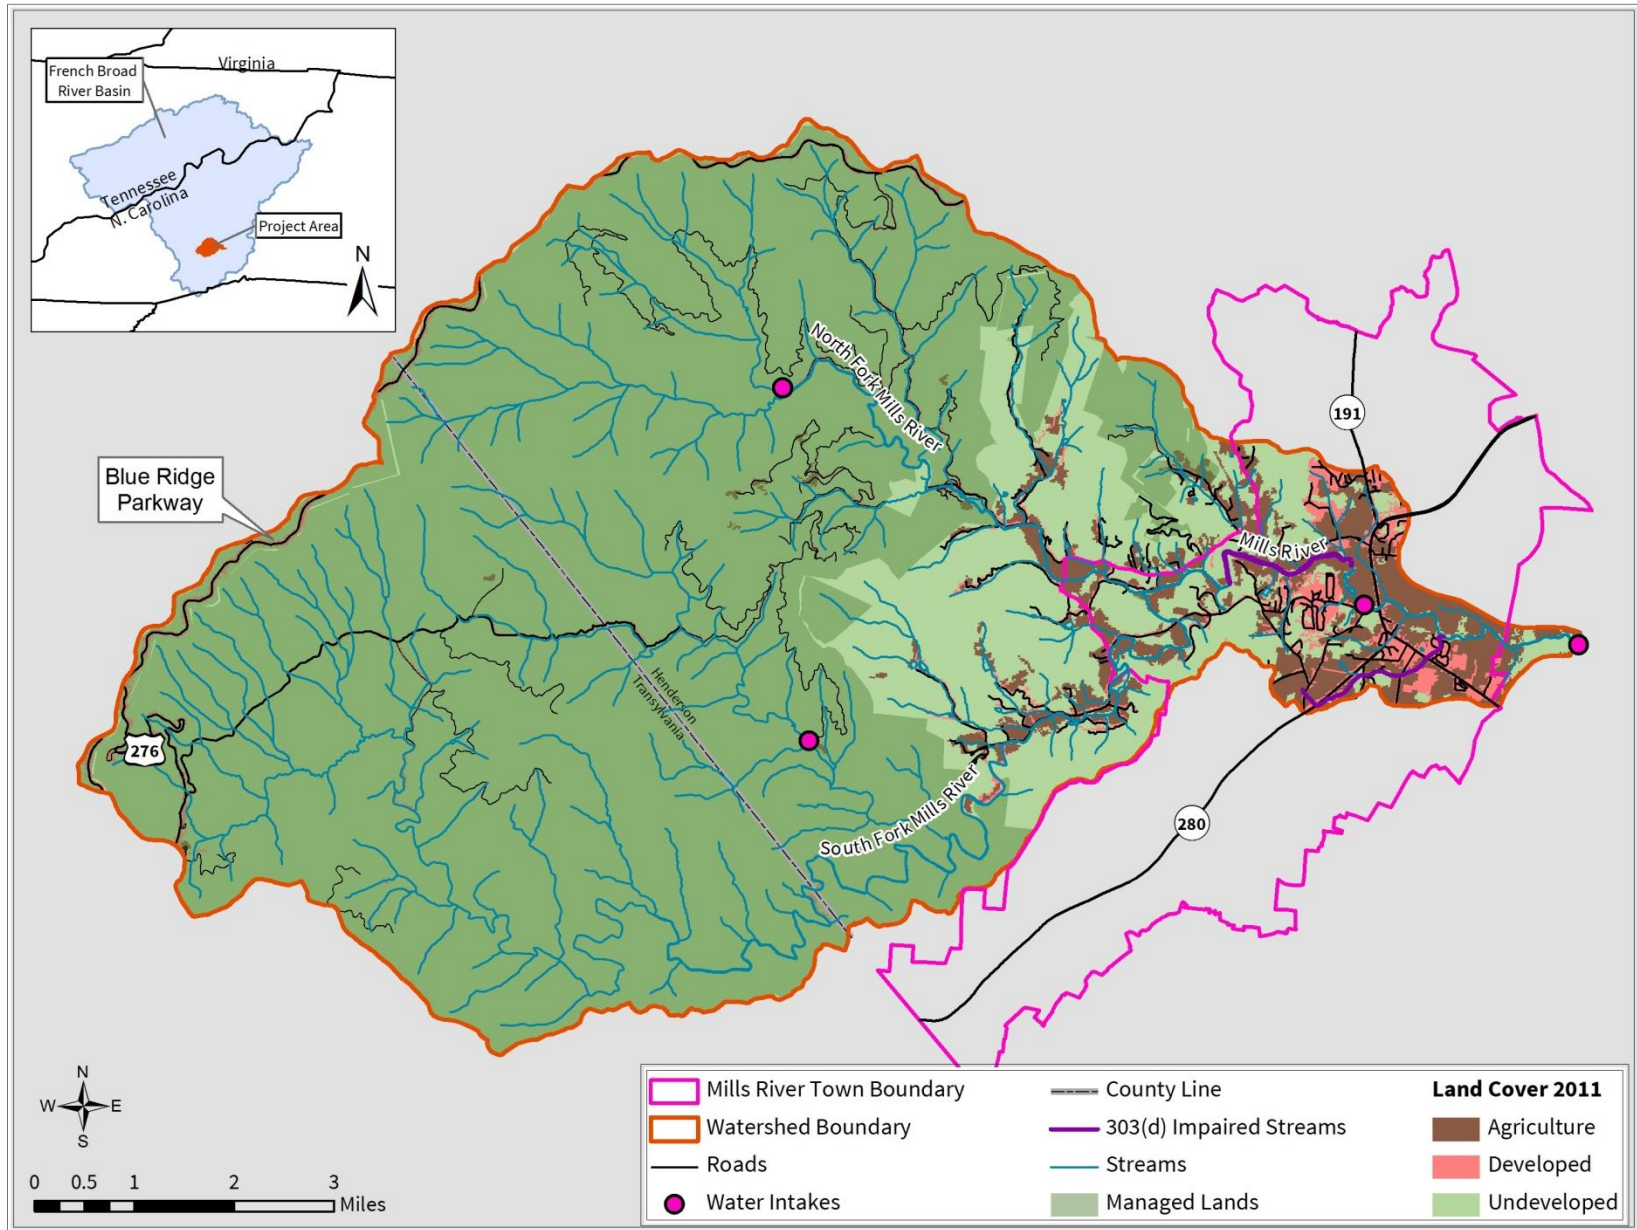 Virginia
French Broad
River Basin
Tennessee
N. Carolina
Project Area
N
North Fork Mills River
191
Blue Ridge
Parkway
Mills River
Henderson
Transylvania
276
South Fork Mills River
280
N
W E
S
0 0.5 1 2 3
Miles
Mills River Town Boundary
Watershed Boundary
Roads
Water Intakes
County Line
303(d) Impaired Streams
Streams
Managed Lands
Land Cover 2011
Agriculture
Developed
Undeveloped